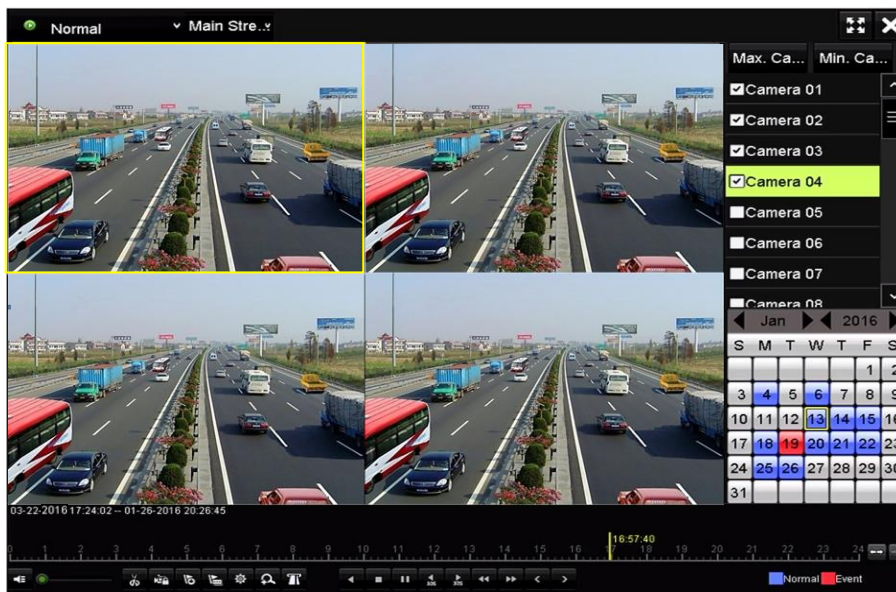 Normal Main Stre..
Max. Ca... Min. Ca...
Camera 01
Camera 02
Camera 03
Camera 04
Camera 05
Camera 06
Camera 07
Camera 08
Jan 2016
S M T W T F S
1 2
3 4 5 6 7 8 9
10 11 12 13 14 15 16
17 18 19 20 21 22 23
24 25 26 27 28 29 30
31
03-22-2016 17:24:02 -- 01-26-2016 20:26:45
16:57:40
0 1 2 3 4 5 6 7 8 9 10 11 12 13 14 15 16 17 18 19 20 21 22 23 24
30S 30S
Normal Event